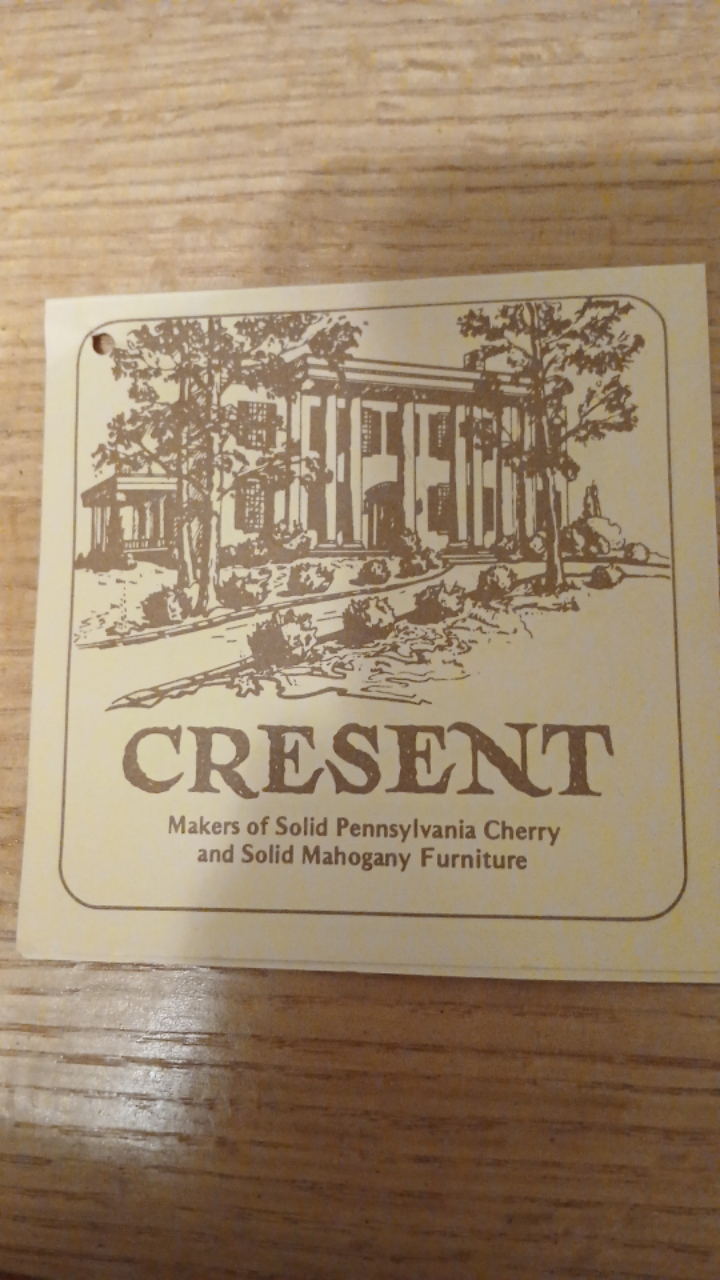 CRESENT
Makers of Solid Pennsylvania Cherry
and Solid Mahogany Furniture